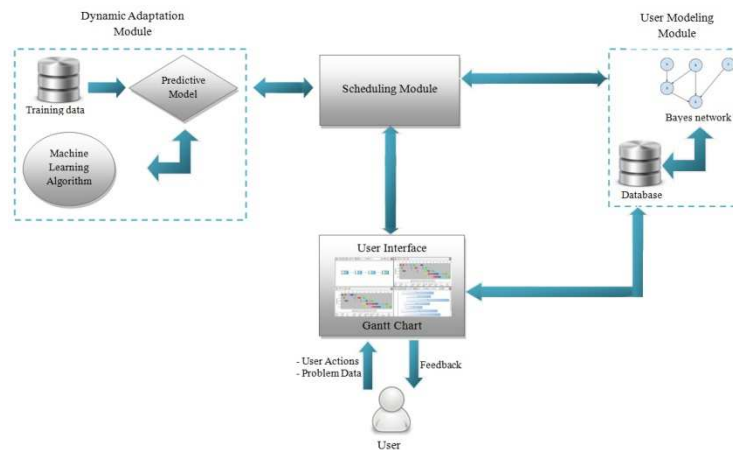 Dynamic Adaptation
Module
Training data
Predictive
Model
Machine
Learning
Algorithm
Scheduling Module
User Modeling
Module
Bayes network
Database
User Interface
Gantt Chart
- User Actions
- Problem Data
Feedback
User